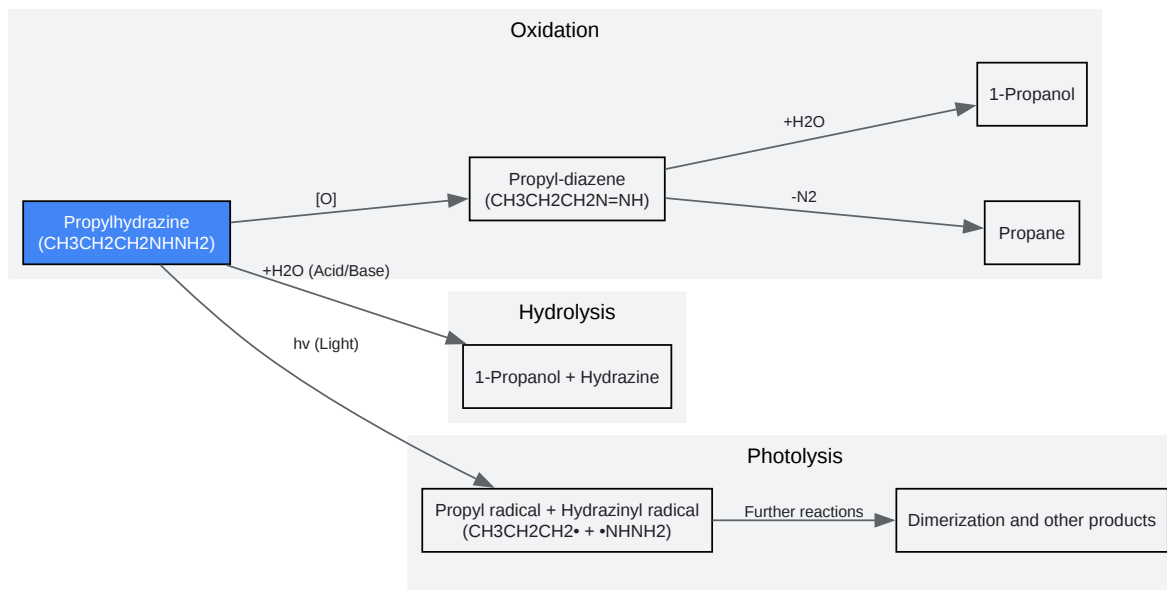 Oxidation
1-Propanol
+H2O
Propyl-diazene
(CH3CH2CH2N=NH)
[O]
-N2
Propylhydrazine
(CH3CH2CH2NHNH2)
Propane
+H2O (Acid/Base)
Hydrolysis
hv (Light)
1-Propanol + Hydrazine
Photolysis
Propyl radical + Hydrazinyl radical
(CH3CH2CH2• + •NHNH2)
Further reactions
Dimerization and other products